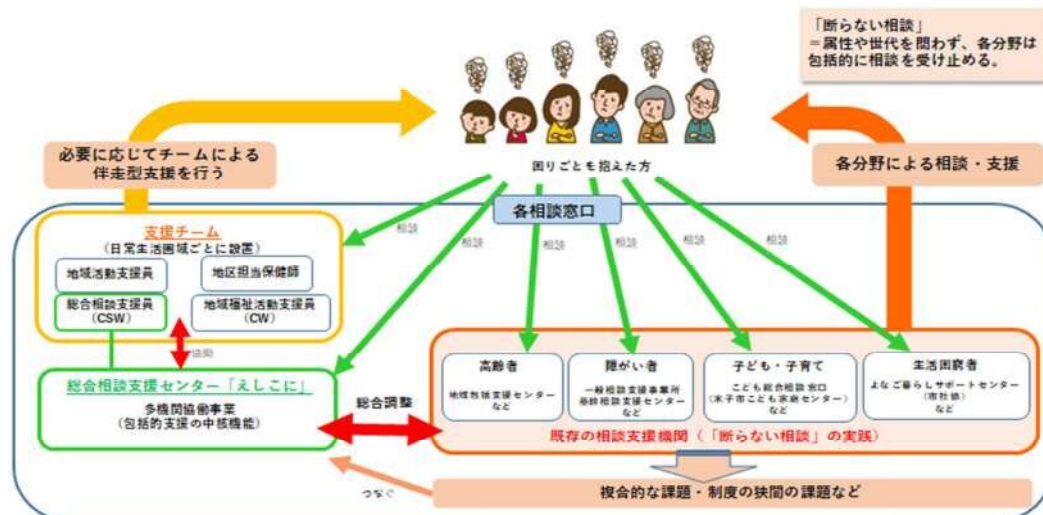 「断らない相談」
＝属性や世代を問わず、各分野は
包括的に相談を受け止める。
必要に応じてチームによる
伴走型支援を行う
困りごとも抱えた方
各分野による相談・支援
各相談窓口
相談
相談
相談
相談
相談
相談
支援チーム
（日常生活圏域ごとに設置）
地域活動支援員
地区担当保健師
総合相談支援員
（CSW）
地域福祉活動支援員
（CW）
協働
総合相談支援センター「えしこに」
多機関協働事業
（包括的支援の中核機能）
総合調整
高齢者
地域包括支援センター
など
障がい者
一般相談支援事業所
基幹相談支援センター
など
子ども・子育て
こども総合相談窓口
（米子市こども家庭センター）
など
生活困窮者
よなご暮らしサポートセンター
（市社協）
など
既存の相談支援機関（「断らない相談」の実践）
つなぐ
複合的な課題・制度の狭間の課題など